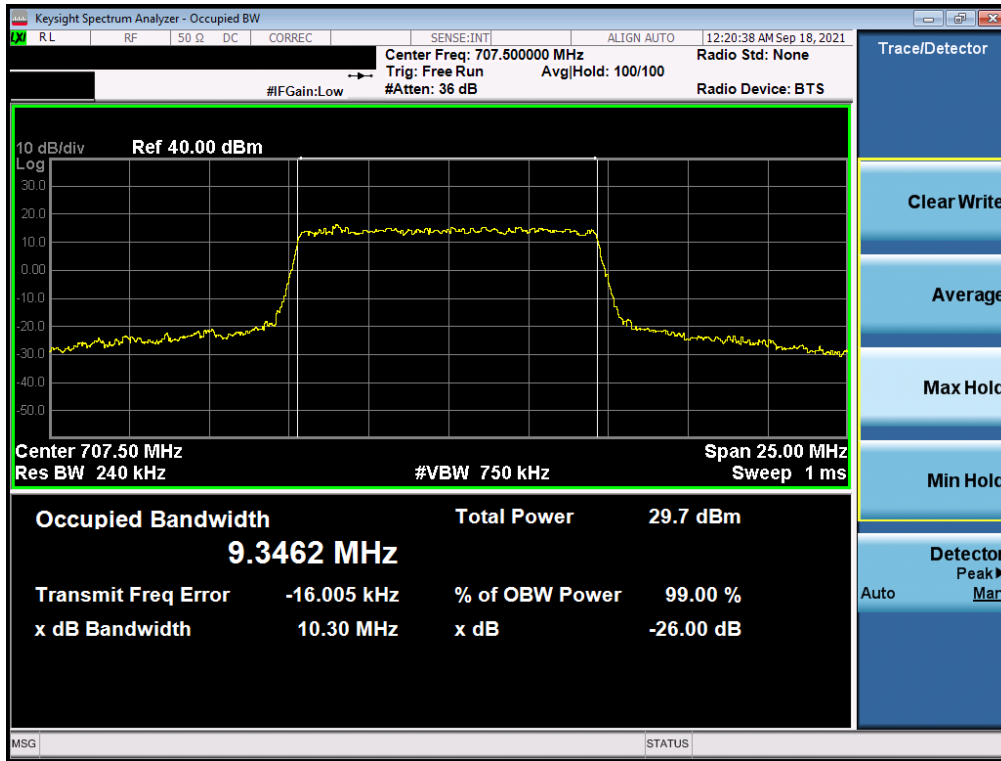 Keysight Spectrum Analyzer - Occupied BW
LXI RL RF 50 Ω DC CORREC SENSE:INT ALIGN AUTO 12:20:38 AM Sep 18, 2021
Center Freq: 707.500000 MHz Radio Std: None
Trig: Free Run Avg|Hold: 100/100
#IFGain:Low #Atten: 36 dB Radio Device: BTS
Trace/Detector
10 dB/div Ref 40.00 dBm
Log
30.0
20.0
10.0
0.00
-10.0
-20.0
-30.0
-40.0
-50.0
Center 707.50 MHz Span 25.00 MHz
Res BW 240 kHz #VBW 750 kHz Sweep 1 ms
Occupied Bandwidth Total Power 29.7 dBm
9.3462 MHz
Transmit Freq Error -16.005 kHz % of OBW Power 99.00 %
x dB Bandwidth 10.30 MHz x dB -26.00 dB
Clear Write
Average
Max Hold
Min Hold
Detector
Peak
Auto Man
MSG STATUS